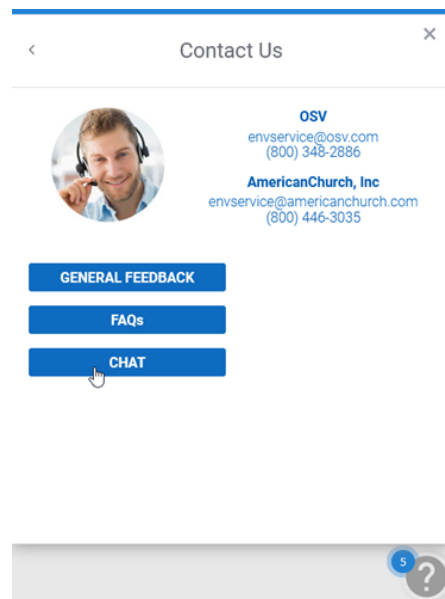 Contact Us
OSV
envservice@osv.com
(800) 348-2886
AmericanChurch, Inc
envservice@americanchurch.com
(800) 446-3035
GENERAL FEEDBACK
FAQs
CHAT
5
?